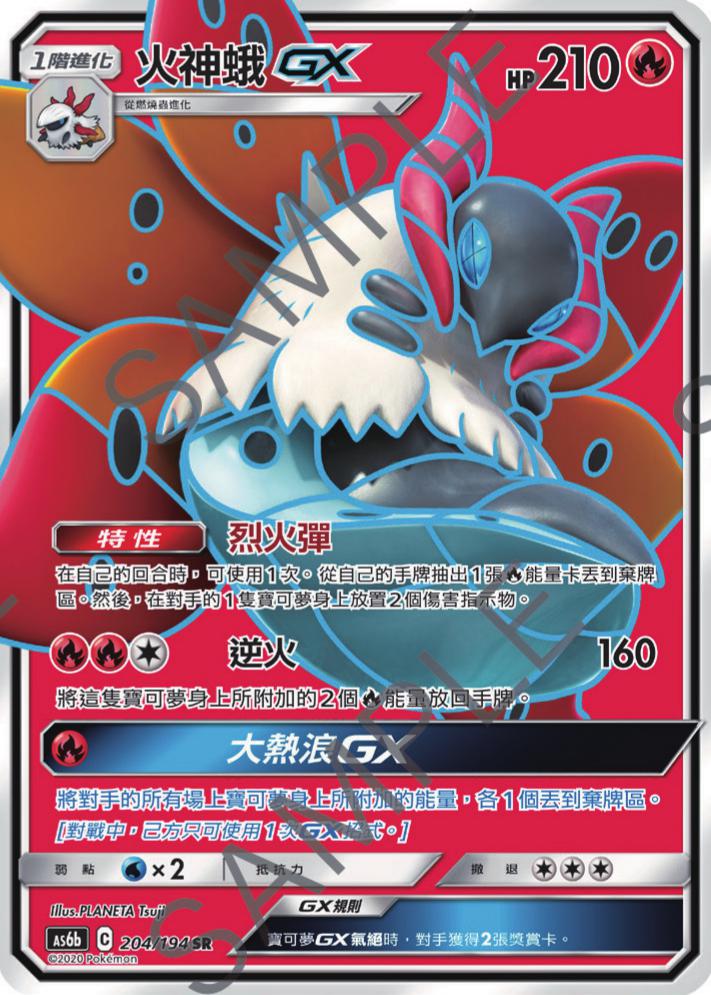 1階進化 火神蛾GX HP210
從燃燒蟲進化
特性 烈火彈
在自己的回合時，可使用1次。從自己的手牌抽出1張能量卡丟到棄牌
區。然後，在對手的1隻寶可夢身上放置2個傷害指示物。
逆火 160
將這隻寶可夢身上所附加的2個能量放回手牌。
大熱浪GX
將對手的所有場上寶可夢身上所附加的能量，各1個丟到棄牌區。
[對戰中，己方只可使用1次GX招式。]
弱點 ×2 抵抗力 撤退
Illus.PLANETA Tsuji
GX規則
AS6b C 204/194 SR
寶可夢GX氣絕時，對手獲得2張獎賞卡。
©2020 Pokémon
SAMPLE
SAMPLE